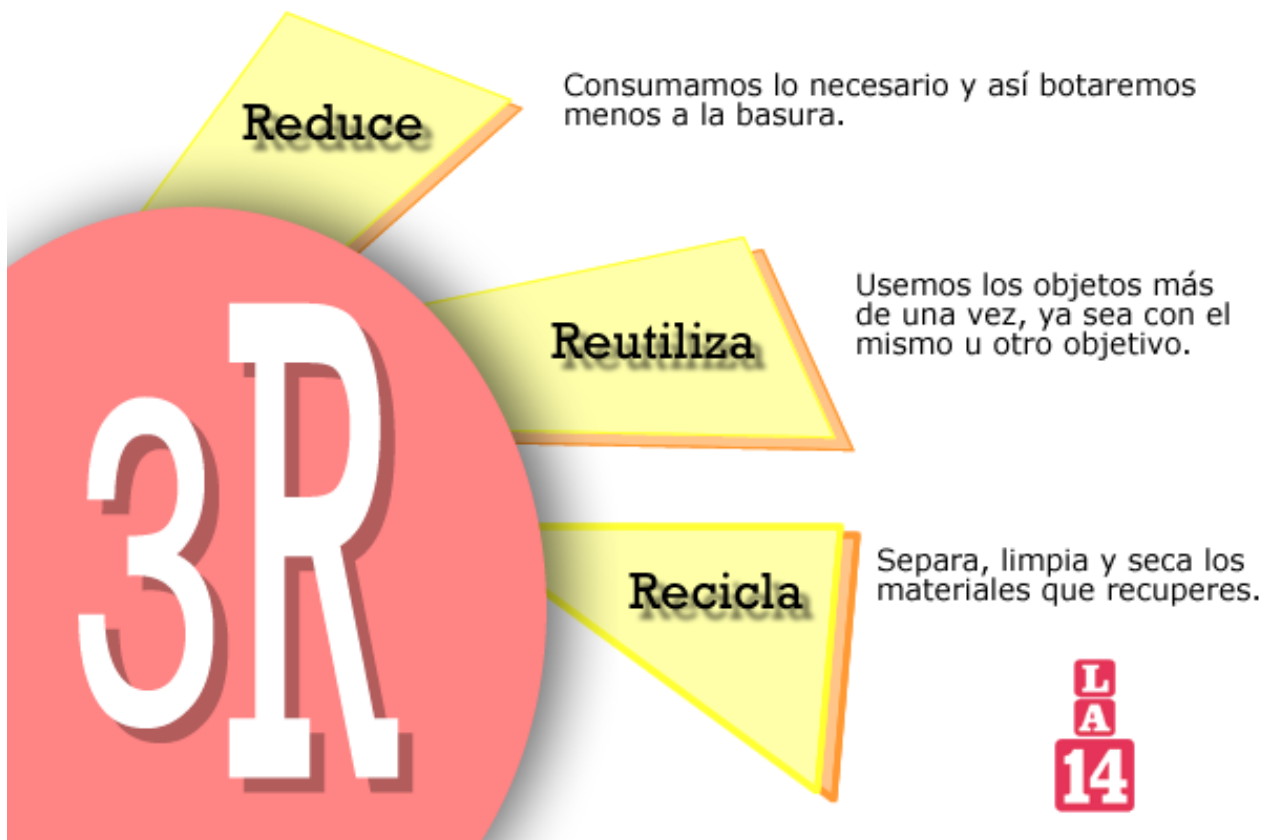 Reduce
Consumamos lo necesario y así botaremos
menos a la basura.
Reutiliza
Usemos los objetos más
de una vez, ya sea con el
mismo u otro objetivo.
3R
Recicla
Separa, limpia y seca los
materiales que recuperes.
L
A
14